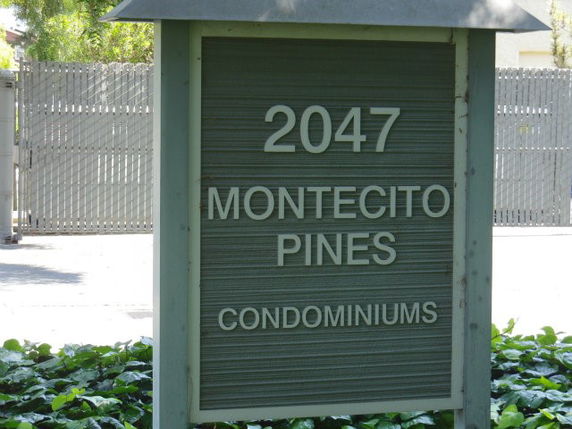 2047
MONTECITO
PINES
CONDOMINIUMS